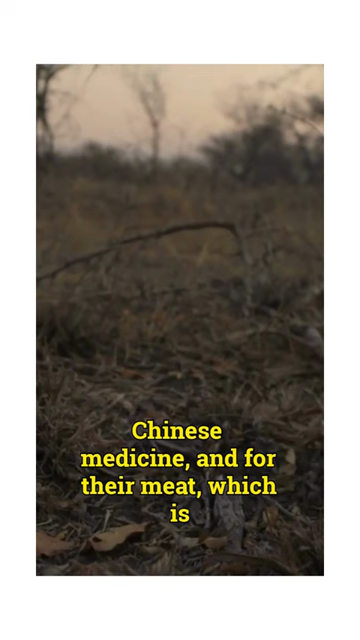 Chinese
medicine, and for
their meat, which
is